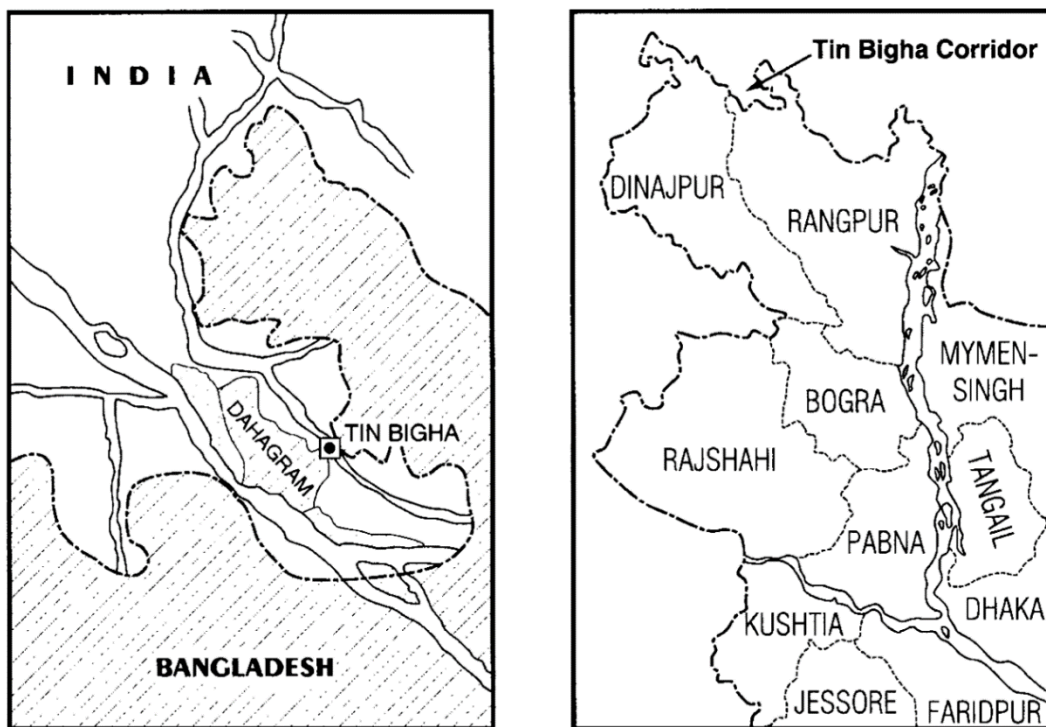 INDIA
DAHAGRAM
TIN BIGHA
BANGLADESH
Tin Bigha Corridor
DINAJPUR
RANGPUR
MYMEN-
SINGH
BOGRA
RAJSHAHI
TANGAIL
PABNA
DHAKA
KUSHTIA
JESSORE
FARIDPUR